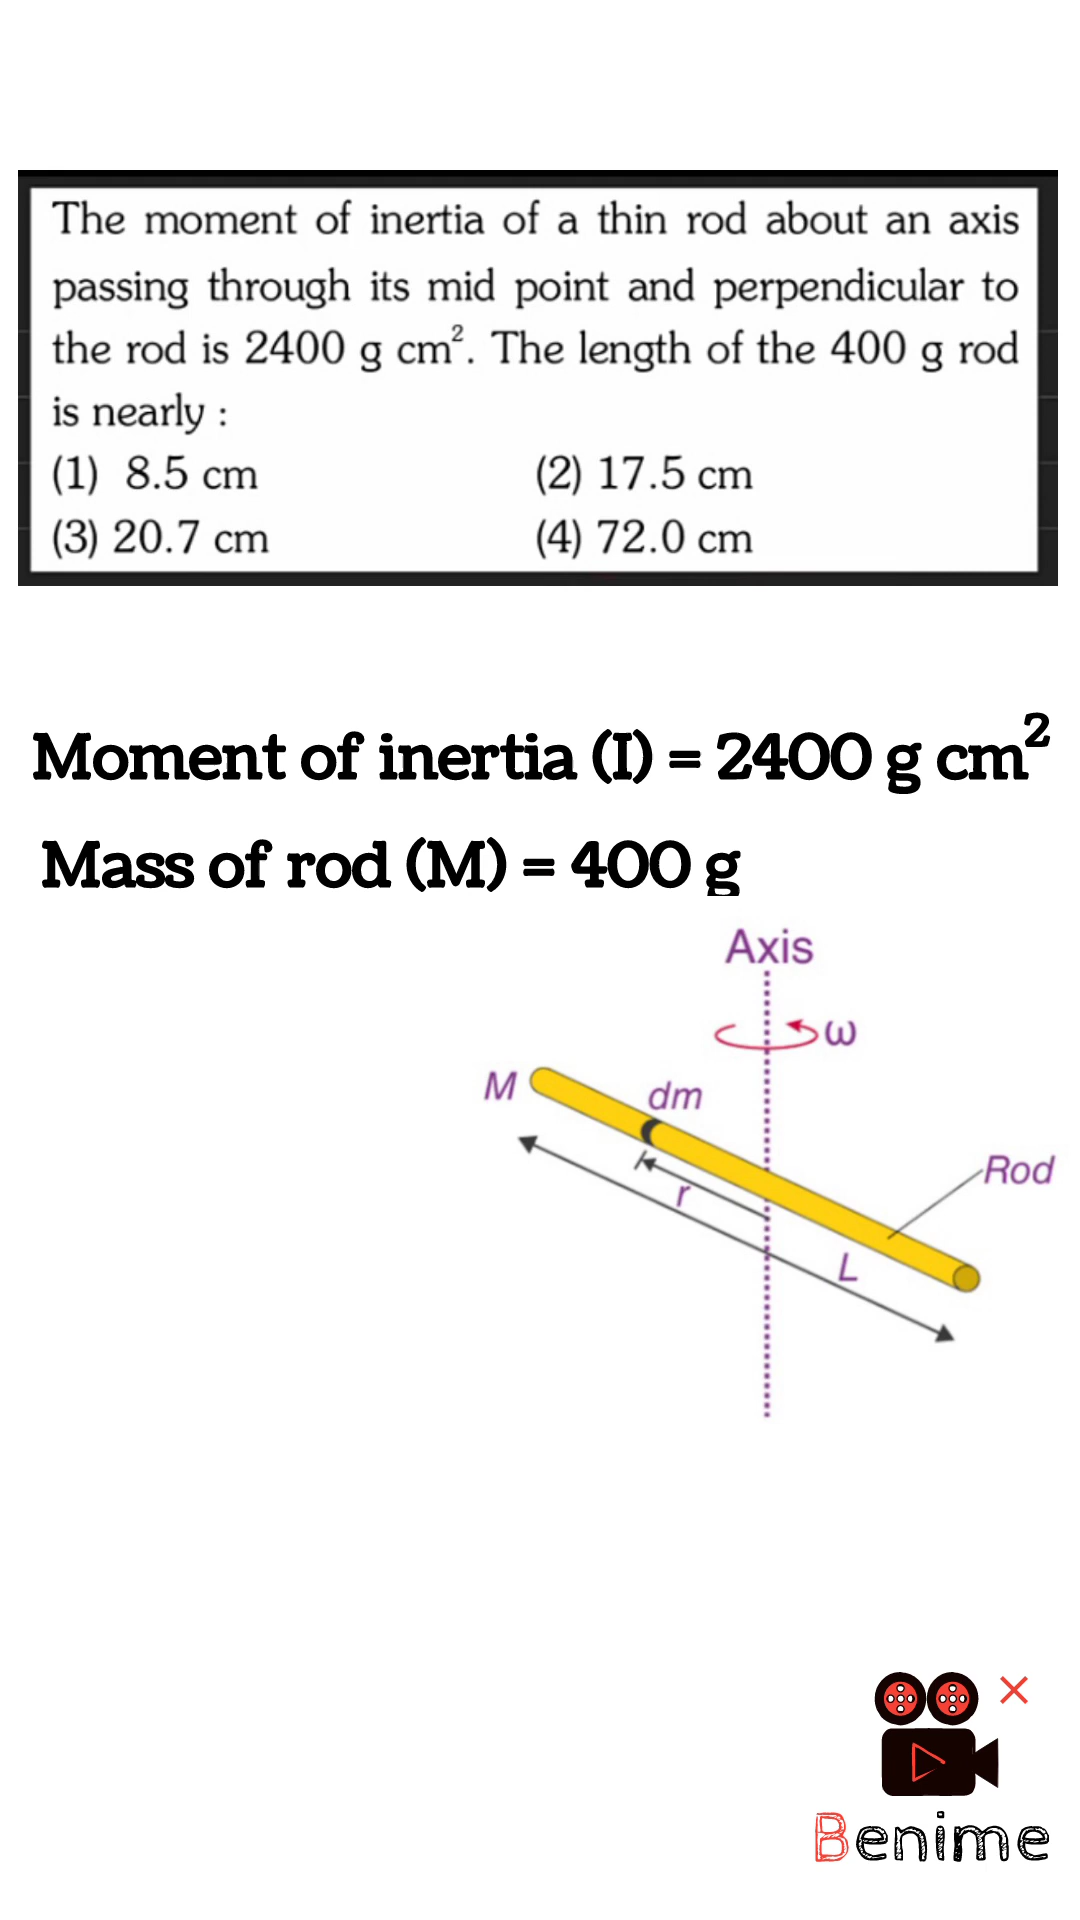 The moment of inertia of a thin rod about an axis
passing through its mid point and perpendicular to
the rod is 2400 g cm². The length of the 400 g rod
is nearly :
(1) 8.5 cm (2) 17.5 cm
(3) 20.7 cm (4) 72.0 cm
Moment of inertia (I) = 2400 g cm²
Mass of rod (M) = 400 g
Axis
ω
M
dm
Rod
r
L
Benime